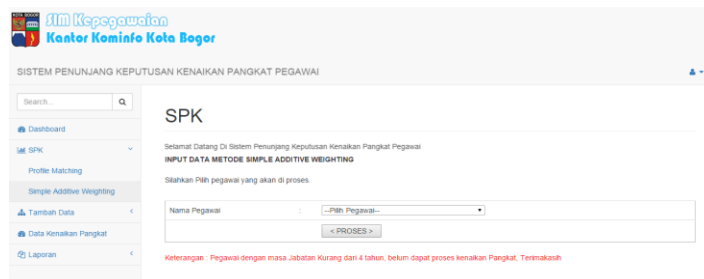 KOTA BOGOR
SIM Kepegawaian
Kantor Kominfo Kota Bogor
SISTEM PENUNJANG KEPUTUSAN KENAIKAN PANGKAT PEGAWAI
Search...
Dashboard
SPK
Profile Matching
Simple Additive Weighting
Tambah Data
Data Kenaikan Pangkat
Laporan
SPK
Selamat Datang Di Sistem Penunjang Keputusan Kenaikan Pangkat Pegawai
INPUT DATA METODE SIMPLE ADDITIVE WEIGHTING
Silahkan Pilih pegawai yang akan di proses.
Nama Pegawai : --Pilih Pegawai--
< PROSES >
Keterangan : Pegawai dengan masa Jabatan Kurang dari 4 tahun, belum dapat proses kenaikan Pangkat, Terimakasih